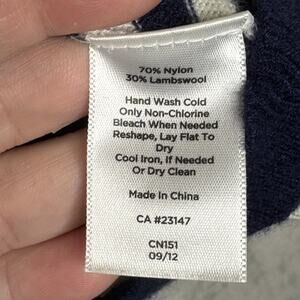 70% Nylon
30% Lambswool
Hand Wash Cold
Only Non-Chlorine
Bleach When Needed
Reshape, Lay Flat To
Dry
Cool Iron, If Needed
Or Dry Clean
Made in China
CA #23147
CN151
09/12